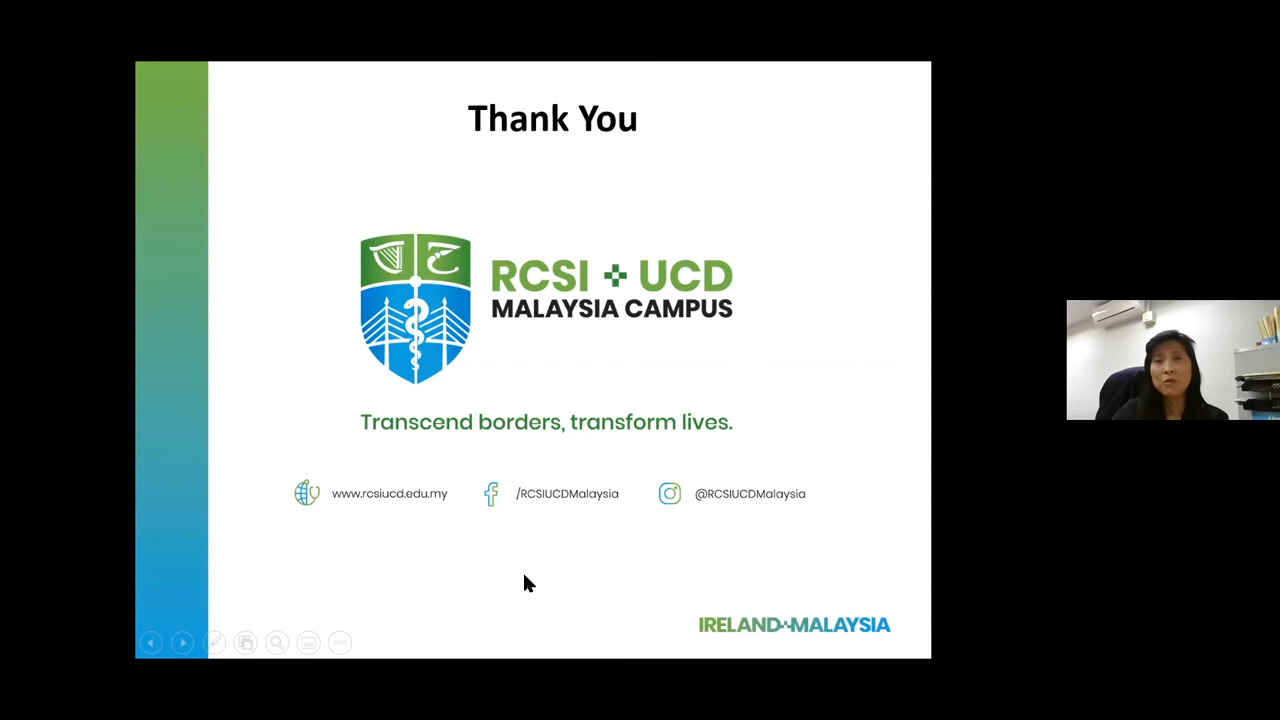 Thank You
RCSI + UCD
MALAYSIA CAMPUS
Transcend borders, transform lives.
www.rcsiucd.edu.my
/RCSIUCDMalaysia
@RCSIUCDMalaysia
IRELAND+MALAYSIA